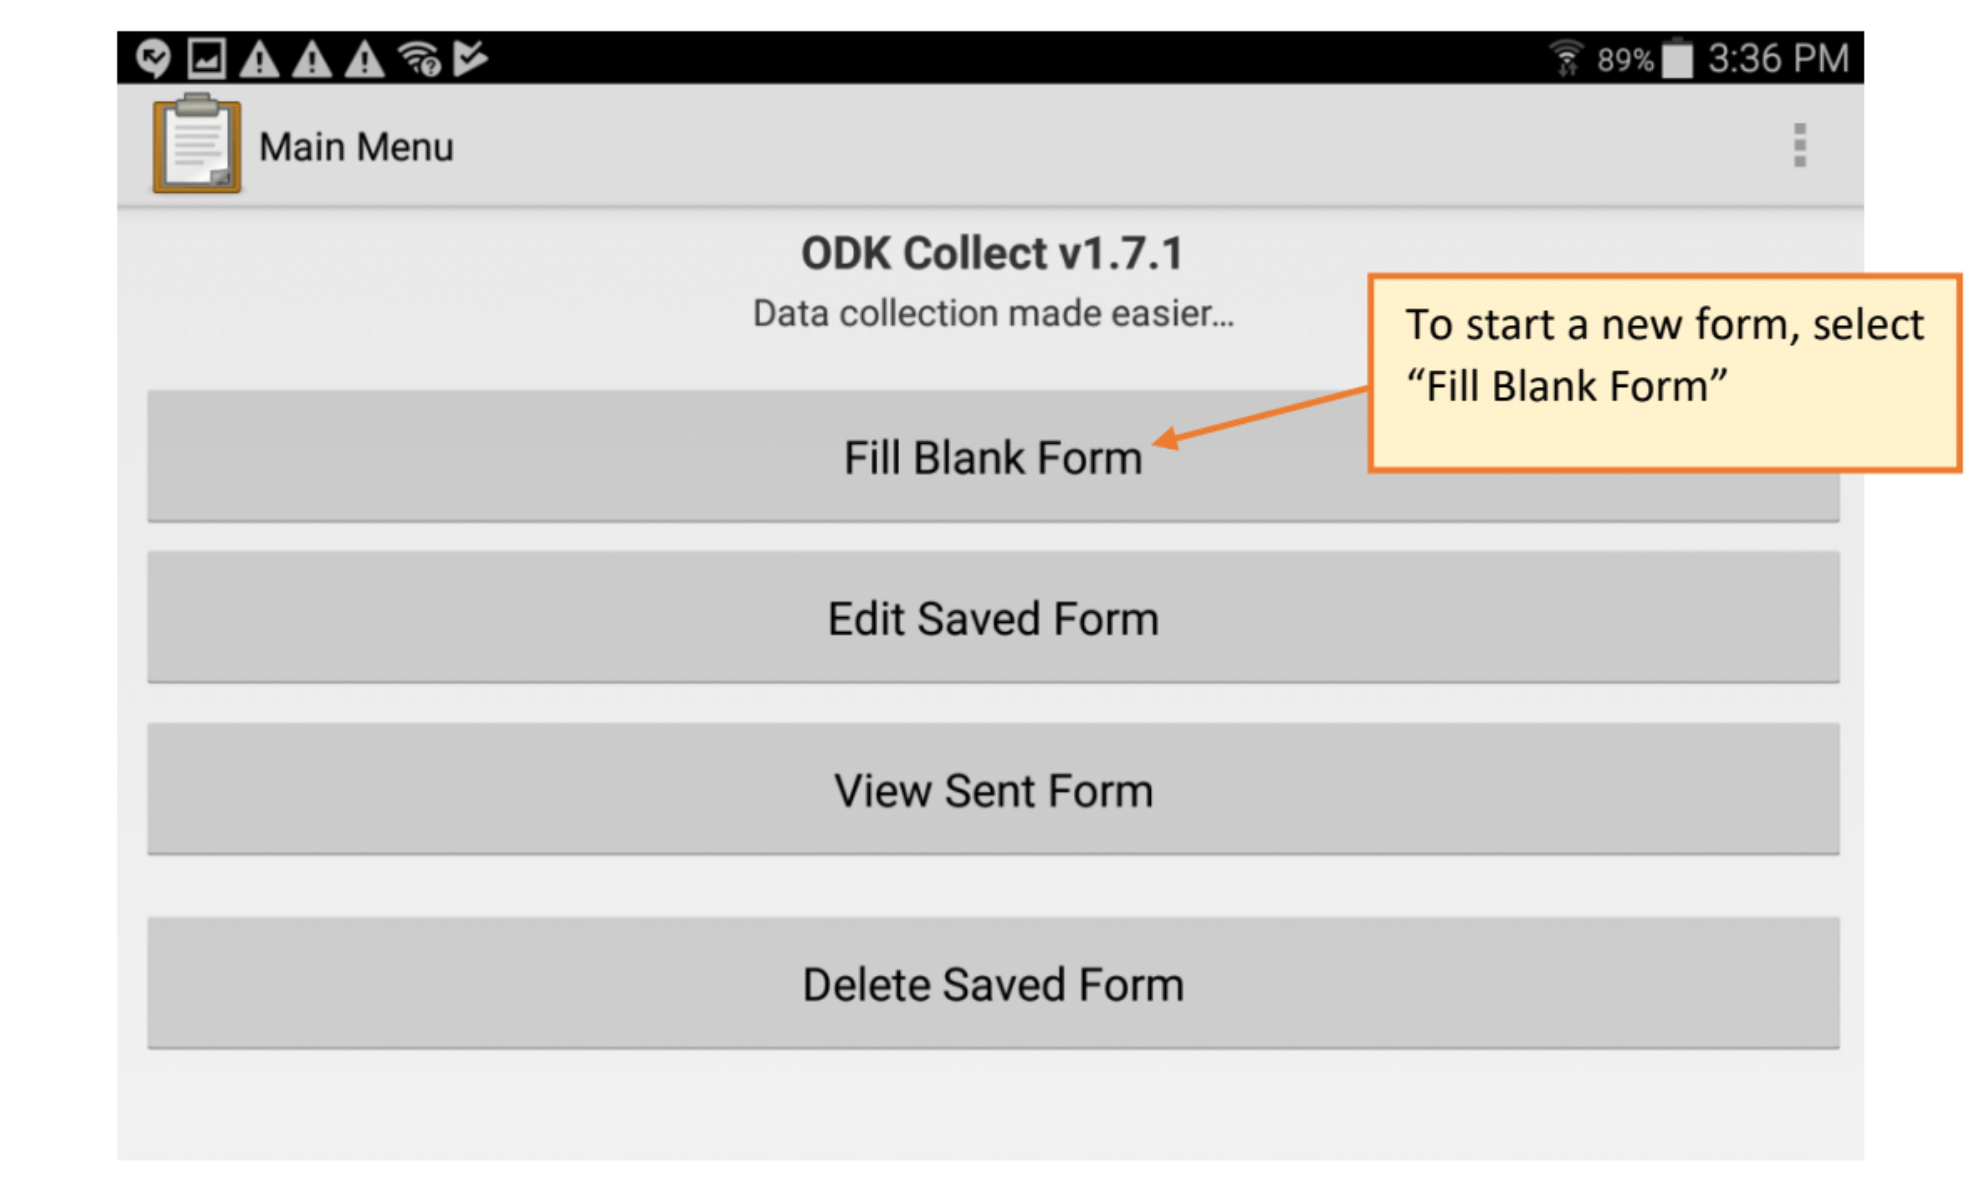 89% 3:36 PM
Main Menu
ODK Collect v1.7.1
Data collection made easier...
To start a new form, select
“Fill Blank Form”
Fill Blank Form
Edit Saved Form
View Sent Form
Delete Saved Form